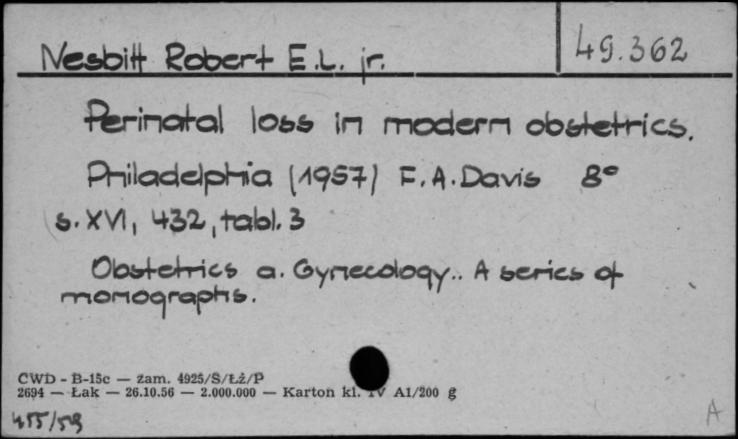 Nesbitt Robert E.L. jr. 49.362
Perinatal loss in modern obstetrics.
Philadelphia (1957) F.A. Davis 8°
s. XVI, 432, tabl. 3
Obstetrics a. Gynecology.. A series of
monographs.
CWD - B-15c — zam. 4925/S/Łż/P
2694 — Łak — 26.10.56 — 2.000.000 — Karton kl. IV A1/200 g
455/59
A